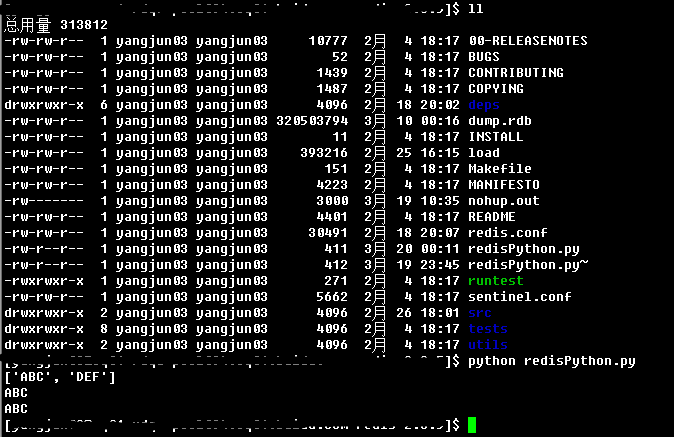 ]$ ll
总用量 313812
-rw-rw-r-- 1 yangjun03 yangjun03 10777 2月 4 18:17 00-RELEASENOTES
-rw-rw-r-- 1 yangjun03 yangjun03 52 2月 4 18:17 BUGS
-rw-rw-r-- 1 yangjun03 yangjun03 1439 2月 4 18:17 CONTRIBUTING
-rw-rw-r-- 1 yangjun03 yangjun03 1487 2月 4 18:17 COPYING
drwxrwxr-x 6 yangjun03 yangjun03 4096 2月 18 20:02 deps
-rw-rw-r-- 1 yangjun03 yangjun03 320503794 3月 10 00:16 dump.rdb
-rw-rw-r-- 1 yangjun03 yangjun03 11 2月 4 18:17 INSTALL
-rw-rw-r-- 1 yangjun03 yangjun03 393216 2月 25 16:15 load
-rw-rw-r-- 1 yangjun03 yangjun03 151 2月 4 18:17 Makefile
-rw-rw-r-- 1 yangjun03 yangjun03 4223 2月 4 18:17 MANIFESTO
-rw------- 1 yangjun03 yangjun03 3000 3月 19 10:35 nohup.out
-rw-rw-r-- 1 yangjun03 yangjun03 4401 2月 4 18:17 README
-rw-rw-r-- 1 yangjun03 yangjun03 30491 2月 18 20:07 redis.conf
-rw-r--r-- 1 yangjun03 yangjun03 411 3月 20 00:11 redisPython.py
-rw-r--r-- 1 yangjun03 yangjun03 412 3月 19 23:45 redisPython.py~
-rwxrwxr-x 1 yangjun03 yangjun03 271 2月 4 18:17 runtest
-rw-rw-r-- 1 yangjun03 yangjun03 5662 2月 4 18:17 sentinel.conf
drwxrwxr-x 2 yangjun03 yangjun03 4096 2月 26 18:01 src
drwxrwxr-x 8 yangjun03 yangjun03 4096 2月 4 18:17 tests
drwxrwxr-x 2 yangjun03 yangjun03 4096 2月 4 18:17 utils
]$ python redisPython.py
['ABC', 'DEF']
ABC
ABC
]$